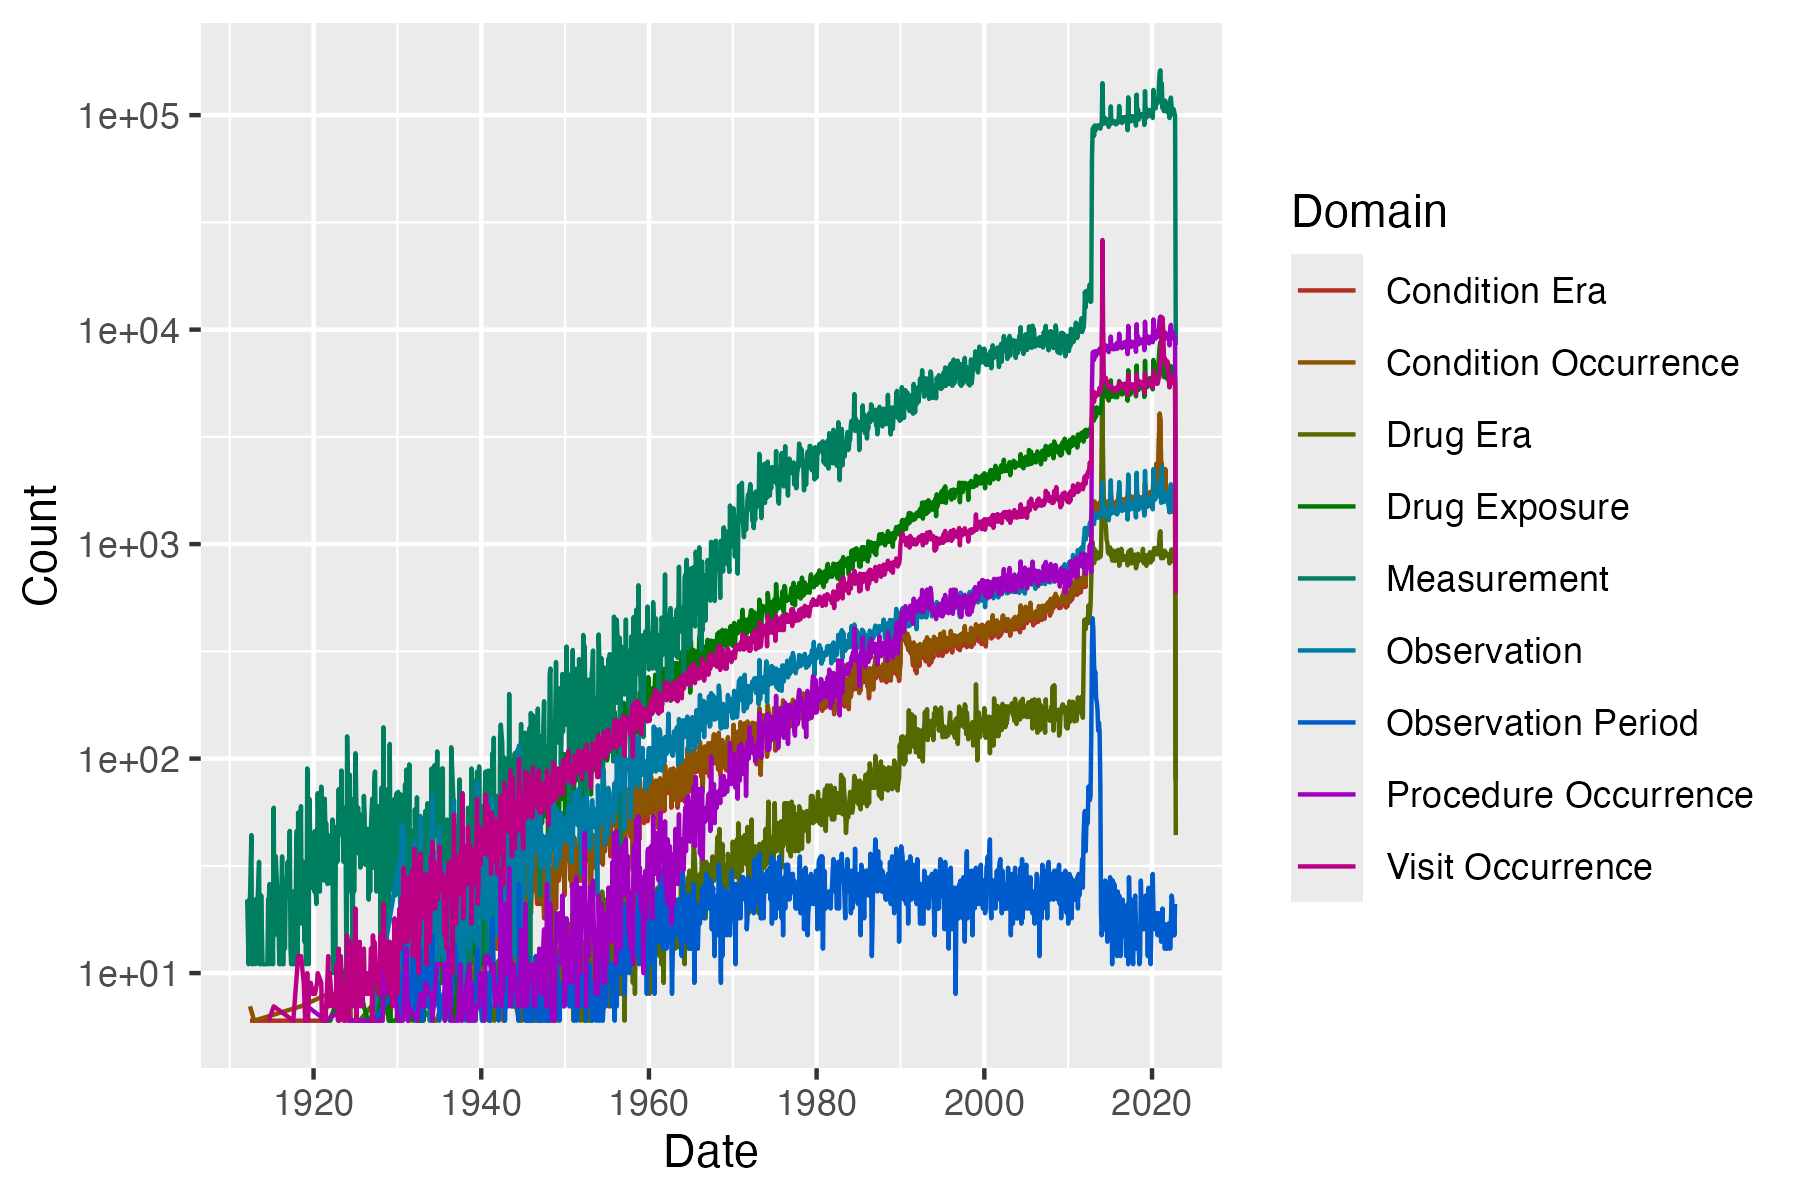 1e+05
1e+04
1e+03
1e+02
1e+01
Count
1920 1940 1960 1980 2000 2020
Date
Domain
Condition Era
Condition Occurrence
Drug Era
Drug Exposure
Measurement
Observation
Observation Period
Procedure Occurrence
Visit Occurrence